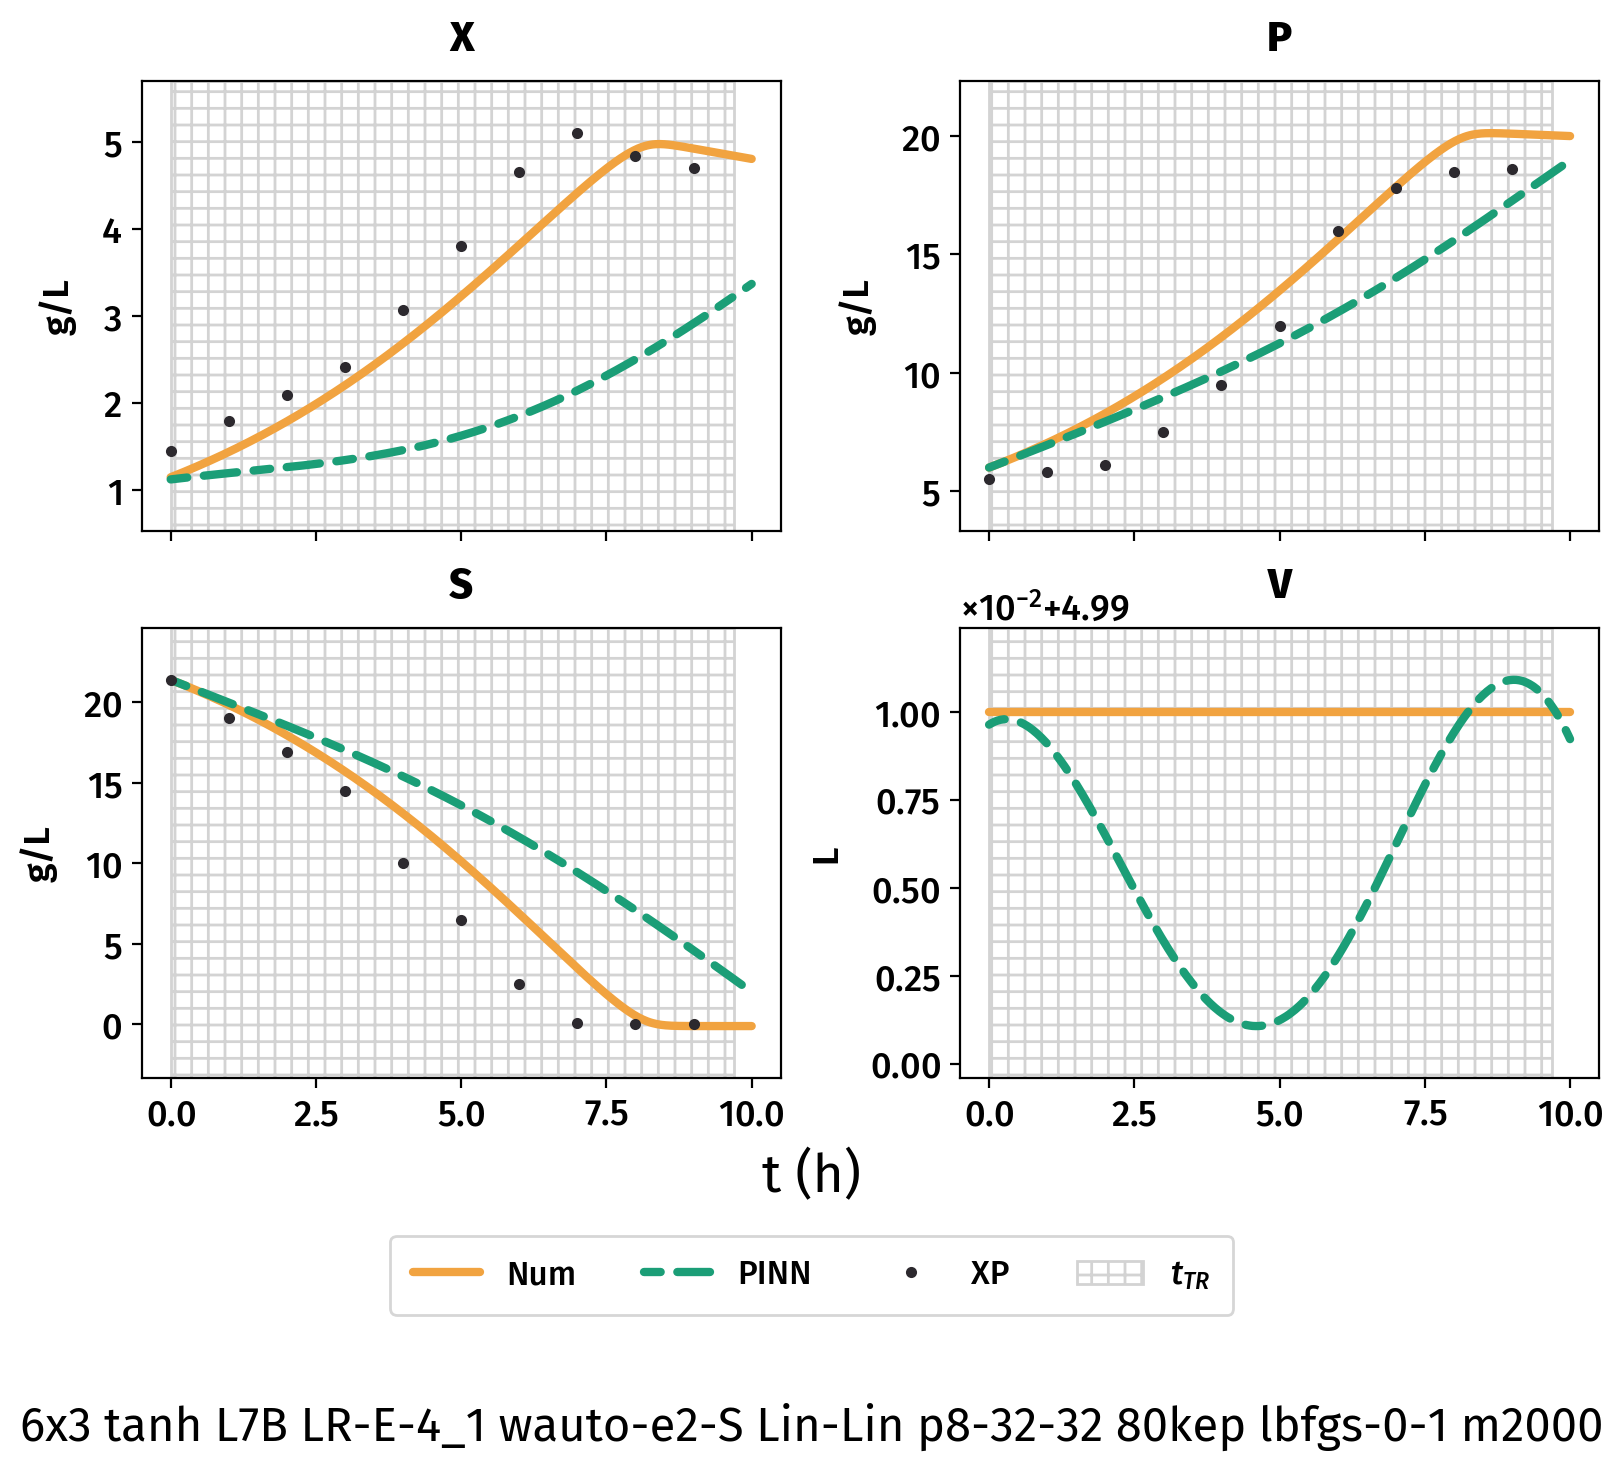 X
P
g/L
5
4
3
2
1
g/L
20
15
10
5
S
V
×10⁻²+4.99
g/L
20
15
10
5
0
L
1.00
0.75
0.50
0.25
0.00
0.0 2.5 5.0 7.5 10.0
0.0 2.5 5.0 7.5 10.0
t (h)
Num PINN XP t_TR
6x3 tanh L7B LR-E-4_1 wauto-e2-S Lin-Lin p8-32-32 80kep lbfgs-0-1 m2000